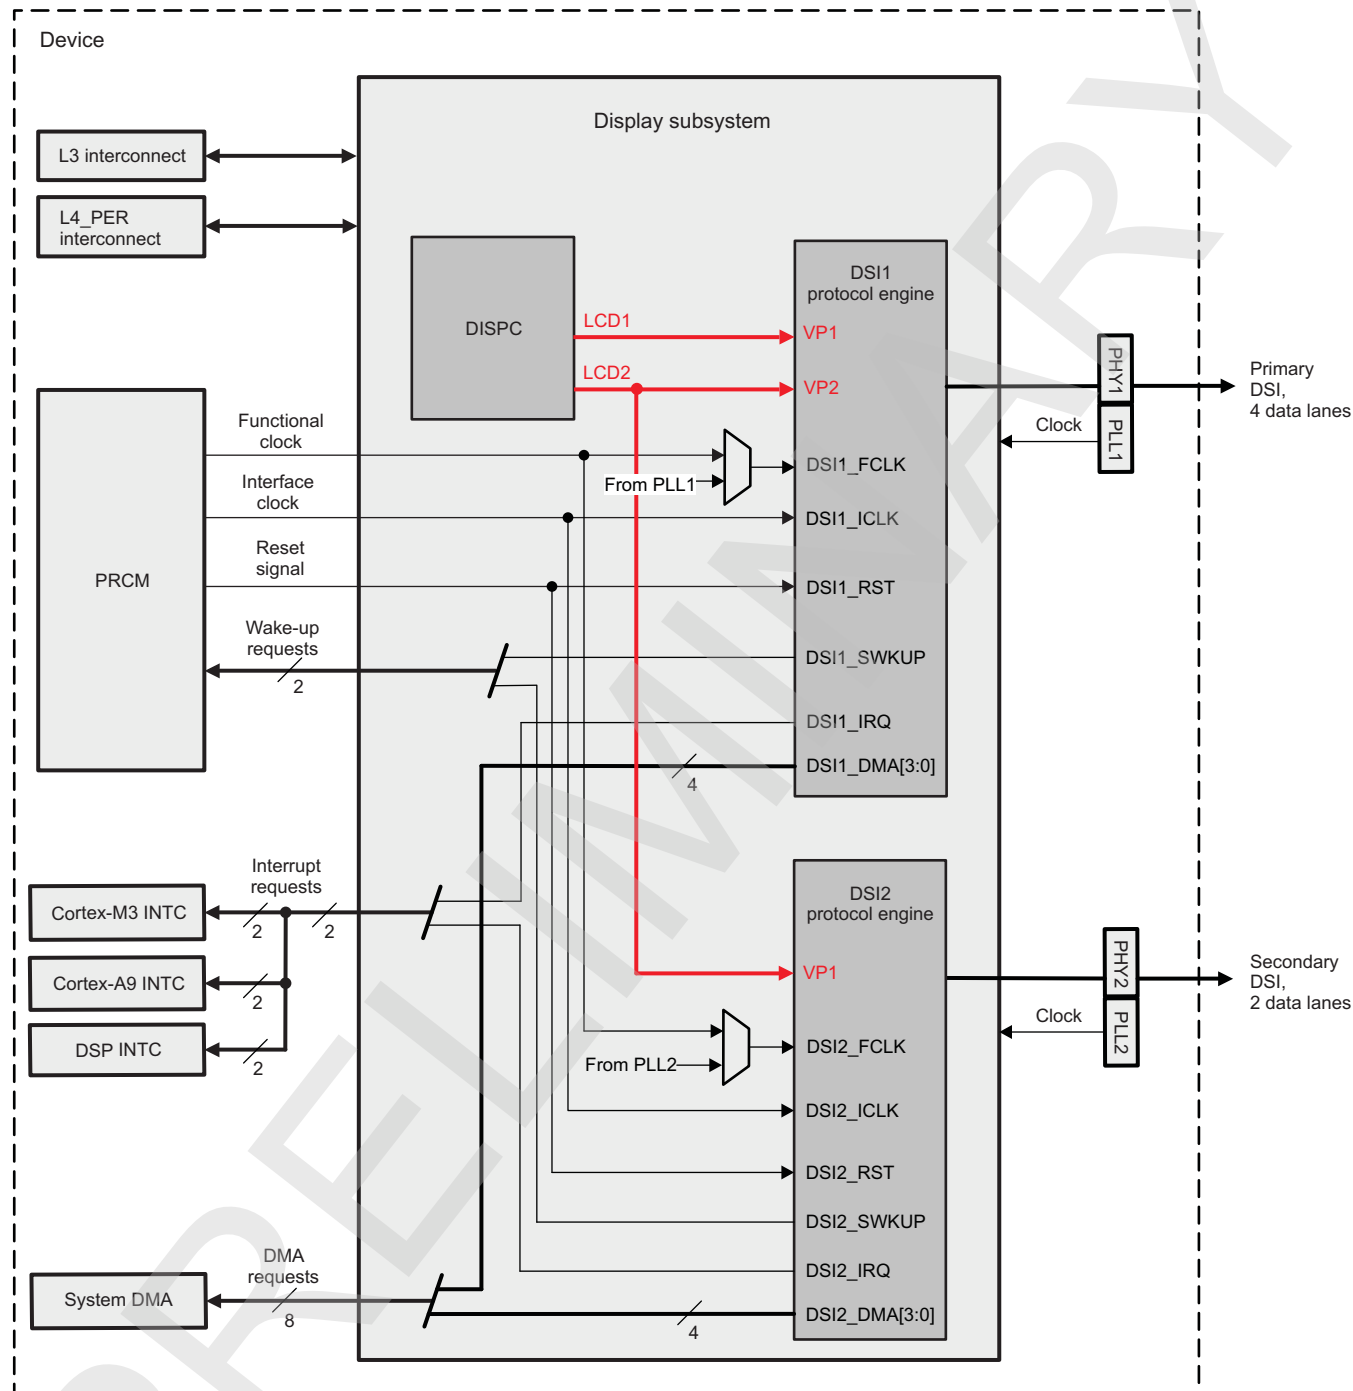 Device
Display subsystem
L3 interconnect
L4_PER
interconnect
DISPC
LCD1
LCD2
DSI1
protocol engine
VP1
VP2
PHY1
PLL1
Primary
DSI,
4 data lanes
Clock
PRCM
Functional
clock
From PLL1
DSI1_FCLK
Interface
clock
DSI1_ICLK
Reset
signal
DSI1_RST
Wake-up
requests
2
DSI1_SWKUP
DSI1_IRQ
4
DSI1_DMA[3:0]
Interrupt
requests
Cortex-M3 INTC
2
2
Cortex-A9 INTC
2
DSP INTC
2
DSI2
protocol engine
VP1
PHY2
PLL2
Secondary
DSI,
2 data lanes
Clock
From PLL2
DSI2_FCLK
DSI2_ICLK
DSI2_RST
DSI2_SWKUP
DSI2_IRQ
DMA
requests
System DMA
8
4
DSI2_DMA[3:0]
PRELIMINARY